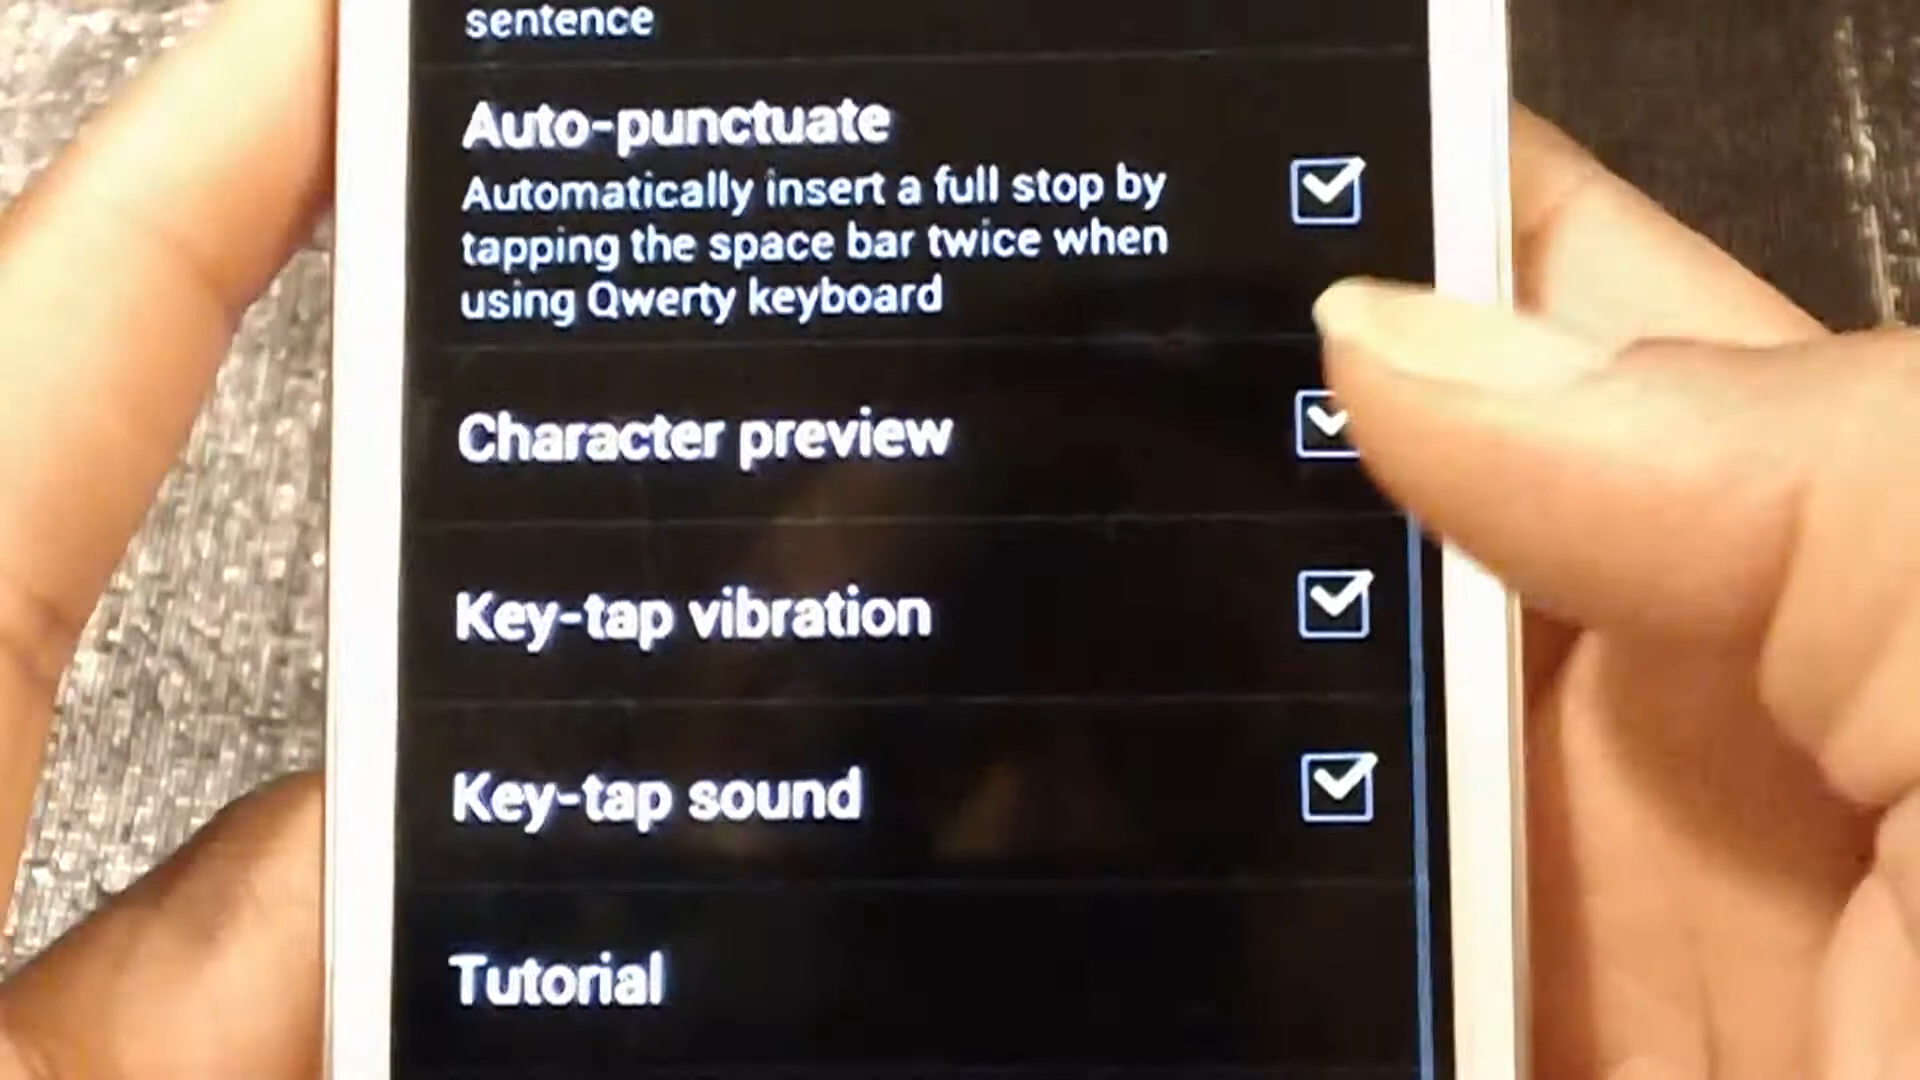 sentence
Auto-punctuate
Automatically insert a full stop by
tapping the space bar twice when
using Qwerty keyboard
Character preview
Key-tap vibration
Key-tap sound
Tutorial